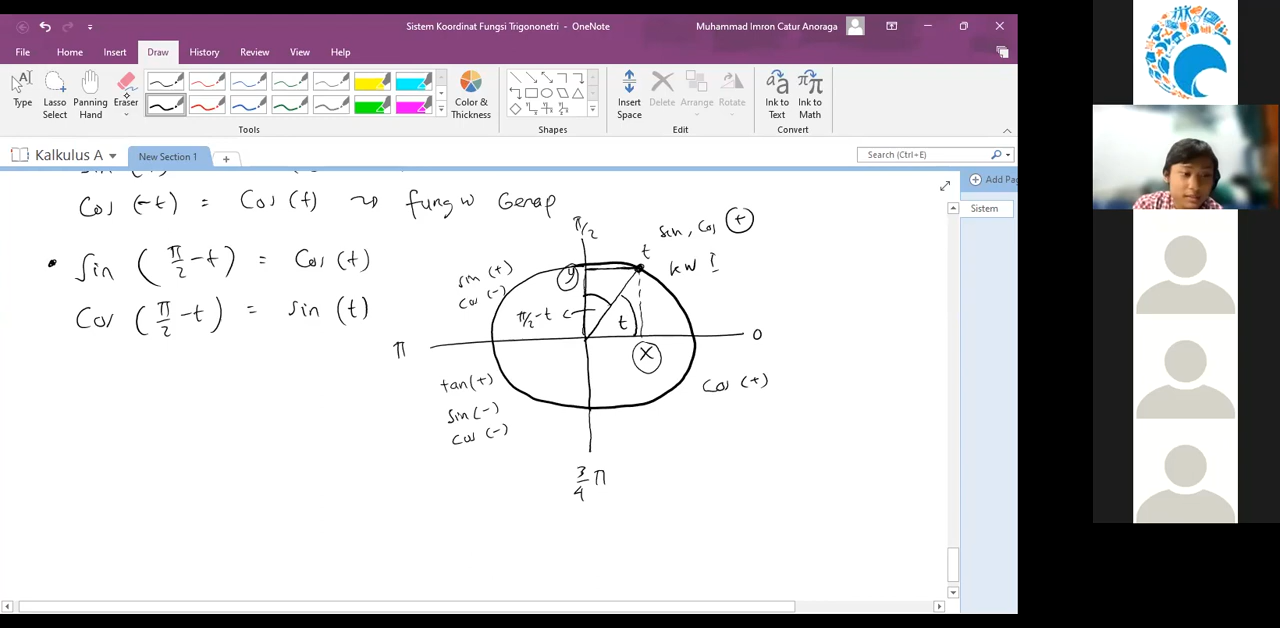 Sistem Koordinat Fungsi Trigononetri - OneNote
Muhammad Imron Catur Anoraga
File Home Insert Draw History Review View Help
Type
Lasso Select
Panning Hand
Eraser
Color & Thickness
Insert Space
Delete
Arrange
Rotate
Ink to Text
Ink to Math
Tools
Shapes
Edit
Convert
Kalkulus A
New Section 1
+
Search (Ctrl+E)
Add Pag
Sistem
Cos (-t) = Cos (t) ~> fungsi Genap
Sin (π/2 - t) = Cos (t)
Cos (π/2 - t) = sin (t)
π/2
sin, cos (+)
t
kw I
sin (+)
cos (-)
y
π/2 - t
t
x
0
π
tan (+)
sin (-)
cos (-)
cos (+)
3/4 π